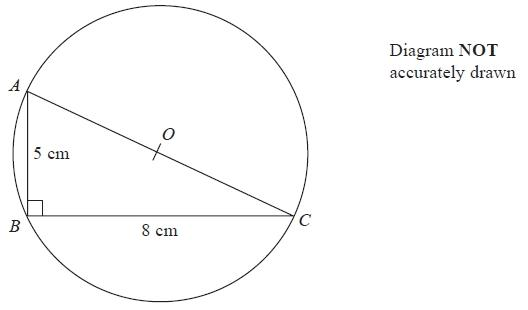 Diagram NOT
accurately drawn
A
O
5 cm
B
8 cm
C